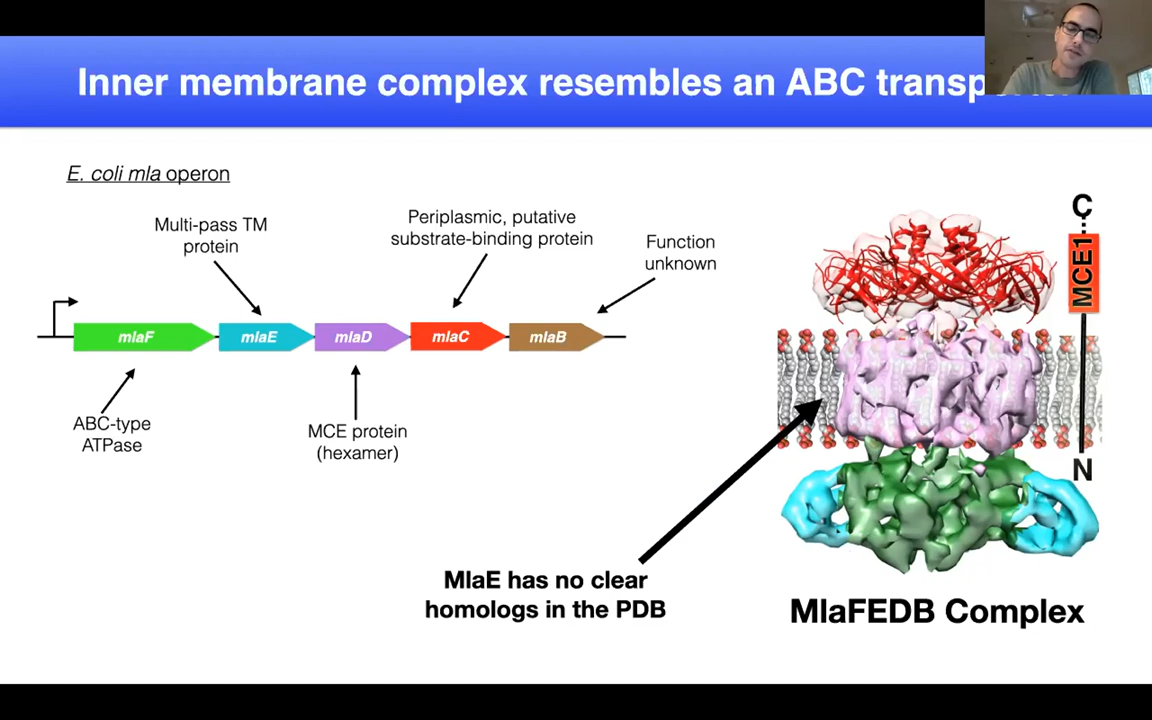 Inner membrane complex resembles an ABC
E. coli mla operon
Multi-pass TM
protein
Periplasmic, putative
substrate-binding protein
Function
unknown
mlaF
mlaE
mlaD
mlaC
mlaB
ABC-type
ATPase
MCE protein
(hexamer)
C
MCE1
N
MlaE has no clear
homologs in the PDB
MlaFEDB Complex